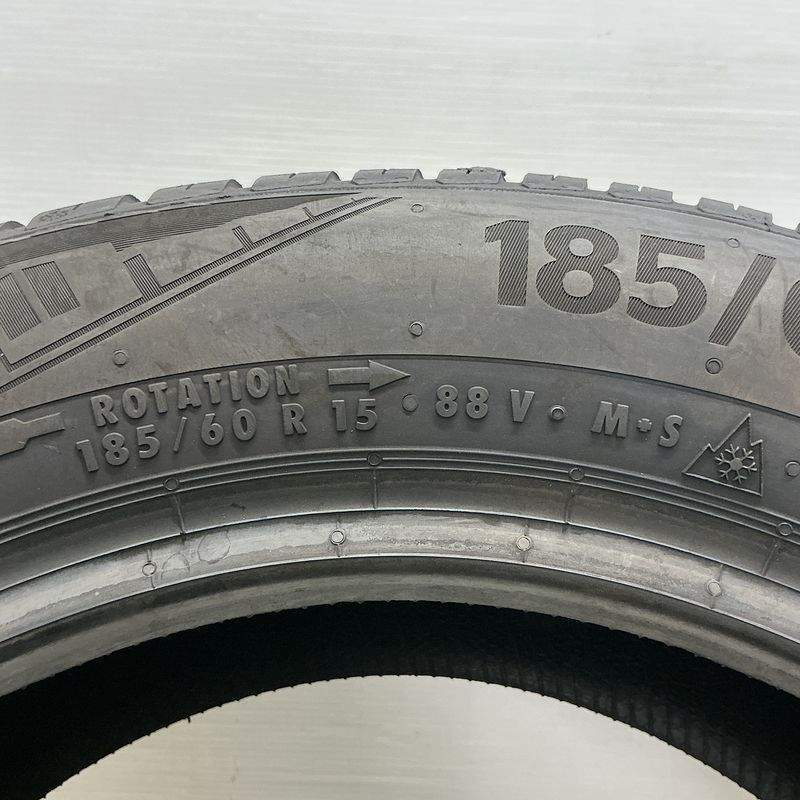 185/6
ROTATION
185/60 R 15 • 88 V • M+S